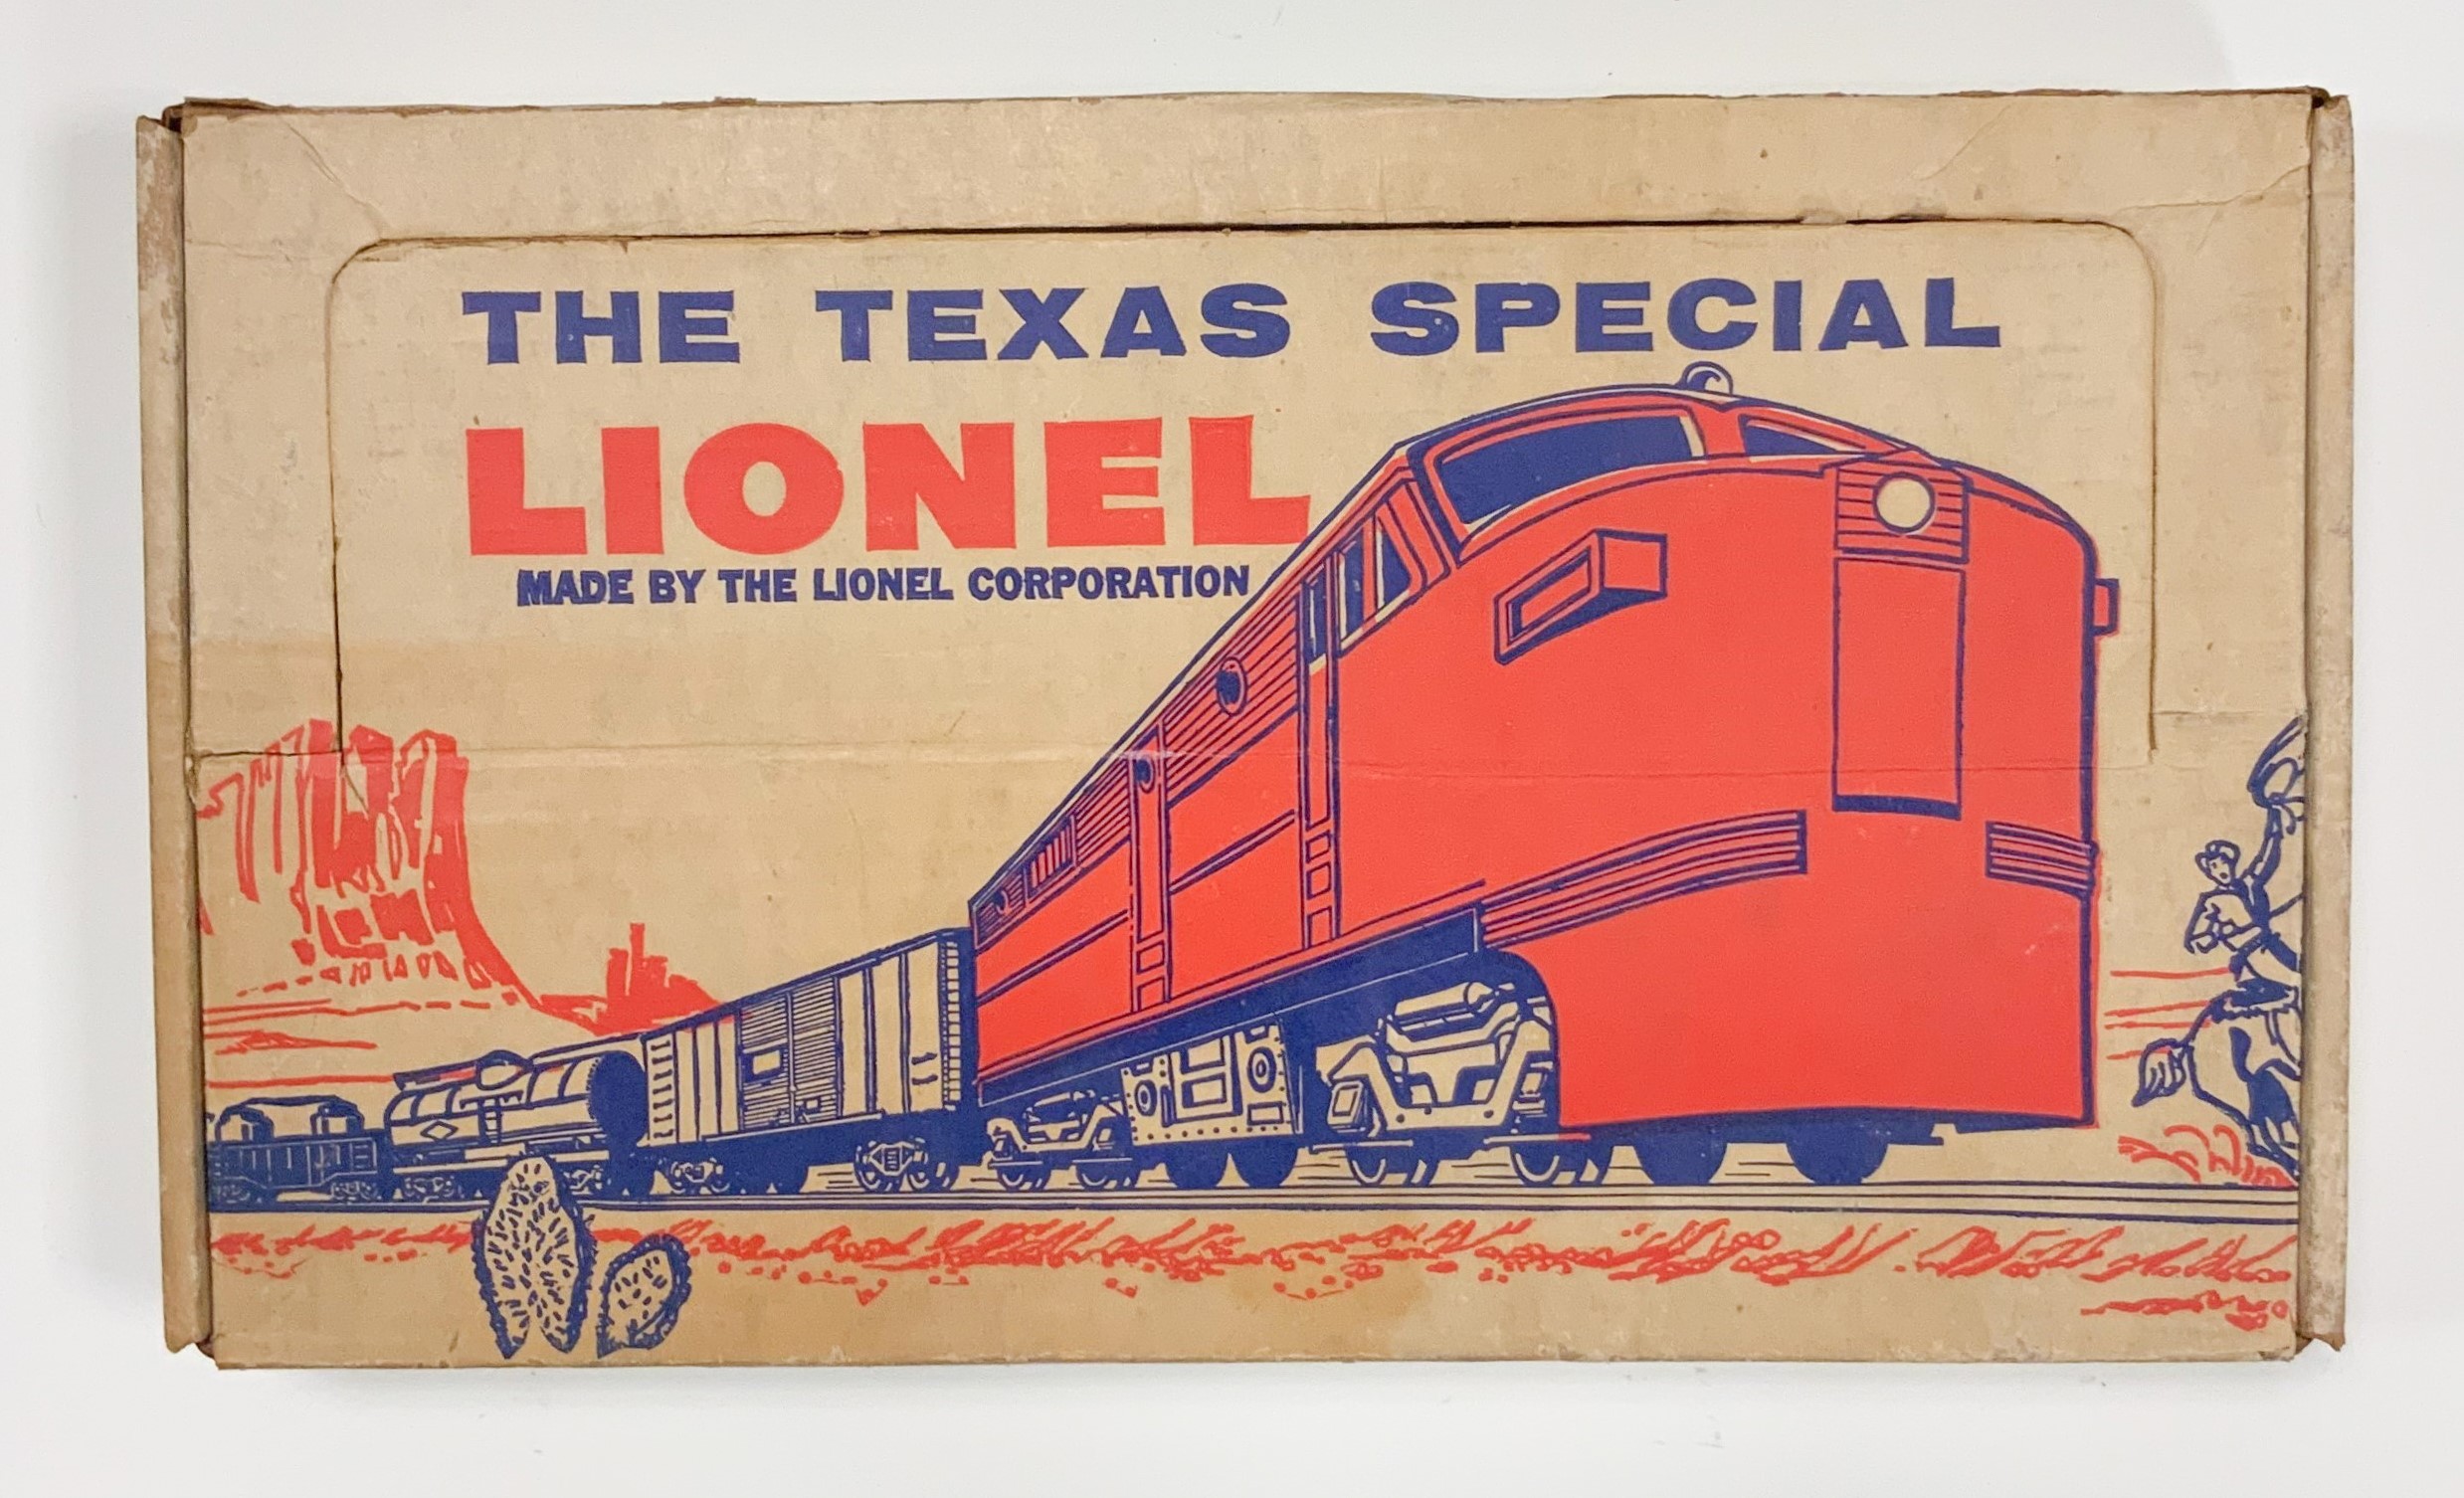 THE TEXAS SPECIAL
LIONEL
MADE BY THE LIONEL CORPORATION